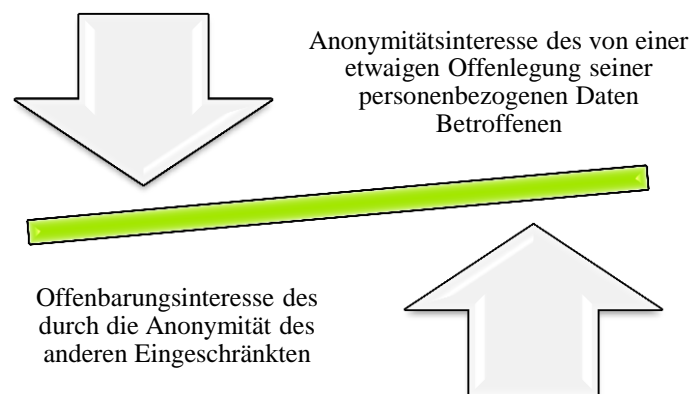 Anonymitätsinteresse des von einer
etwaigen Offenlegung seiner
personenbezogenen Daten
Betroffenen
Offenbarungsinteresse des
durch die Anonymität des
anderen Eingeschränkten